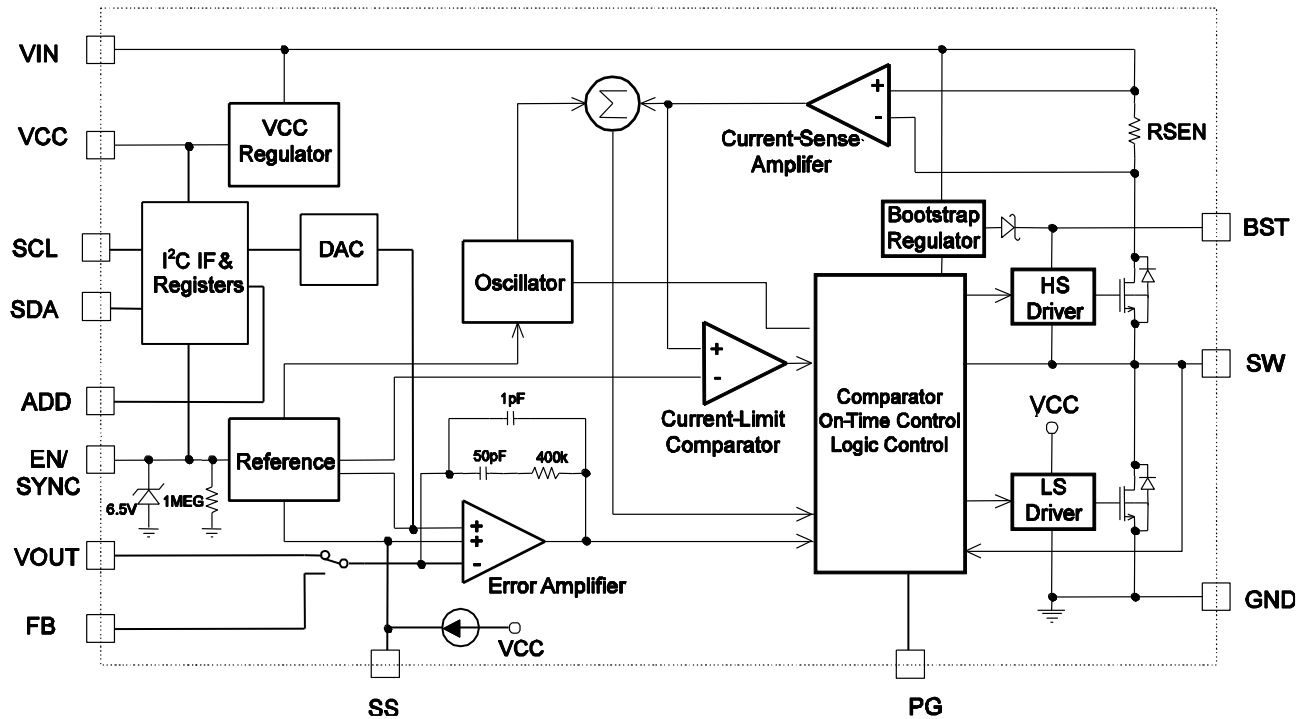 VIN
VCC
SCL
SDA
ADD
EN/
SYNC
VOUT
FB
VCC
Regulator
I²C IF &
Registers
DAC
Reference
6.5V
1MEG
Oscillator
Σ
+
-
Current-Sense
Amplifer
RSEN
Bootstrap
Regulator
BST
HS
Driver
SW
+
-
Current-Limit
Comparator
Comparator
On-Time Control
Logic Control
1pF
50pF
400k
+
+
-
Error Amplifier
VCC
LS
Driver
GND
VCC
SS
PG